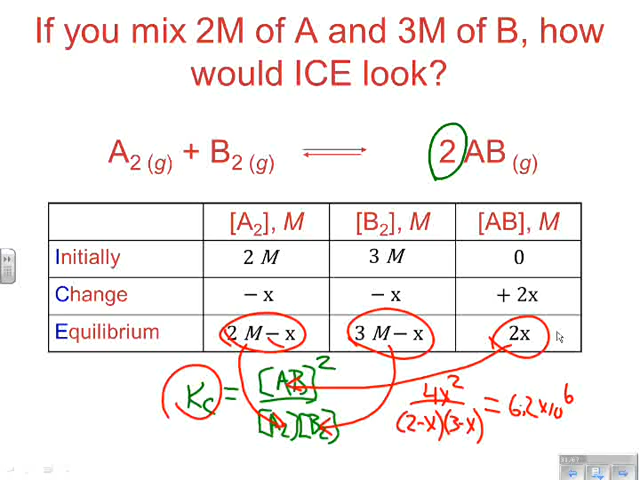 If you mix 2M of A and 3M of B, how
would ICE look?
A₂ (g) + B₂ (g) ⇌ 2 AB (g)
[A₂], M [B₂], M [AB], M
Initially 2 M 3 M 0
Change − x − x + 2x
Equilibrium 2 M − x 3 M − x 2x
Kc = [AB]² / [A₂][B₂] 4x² / (2-x)(3-x) = 6.2x10⁶